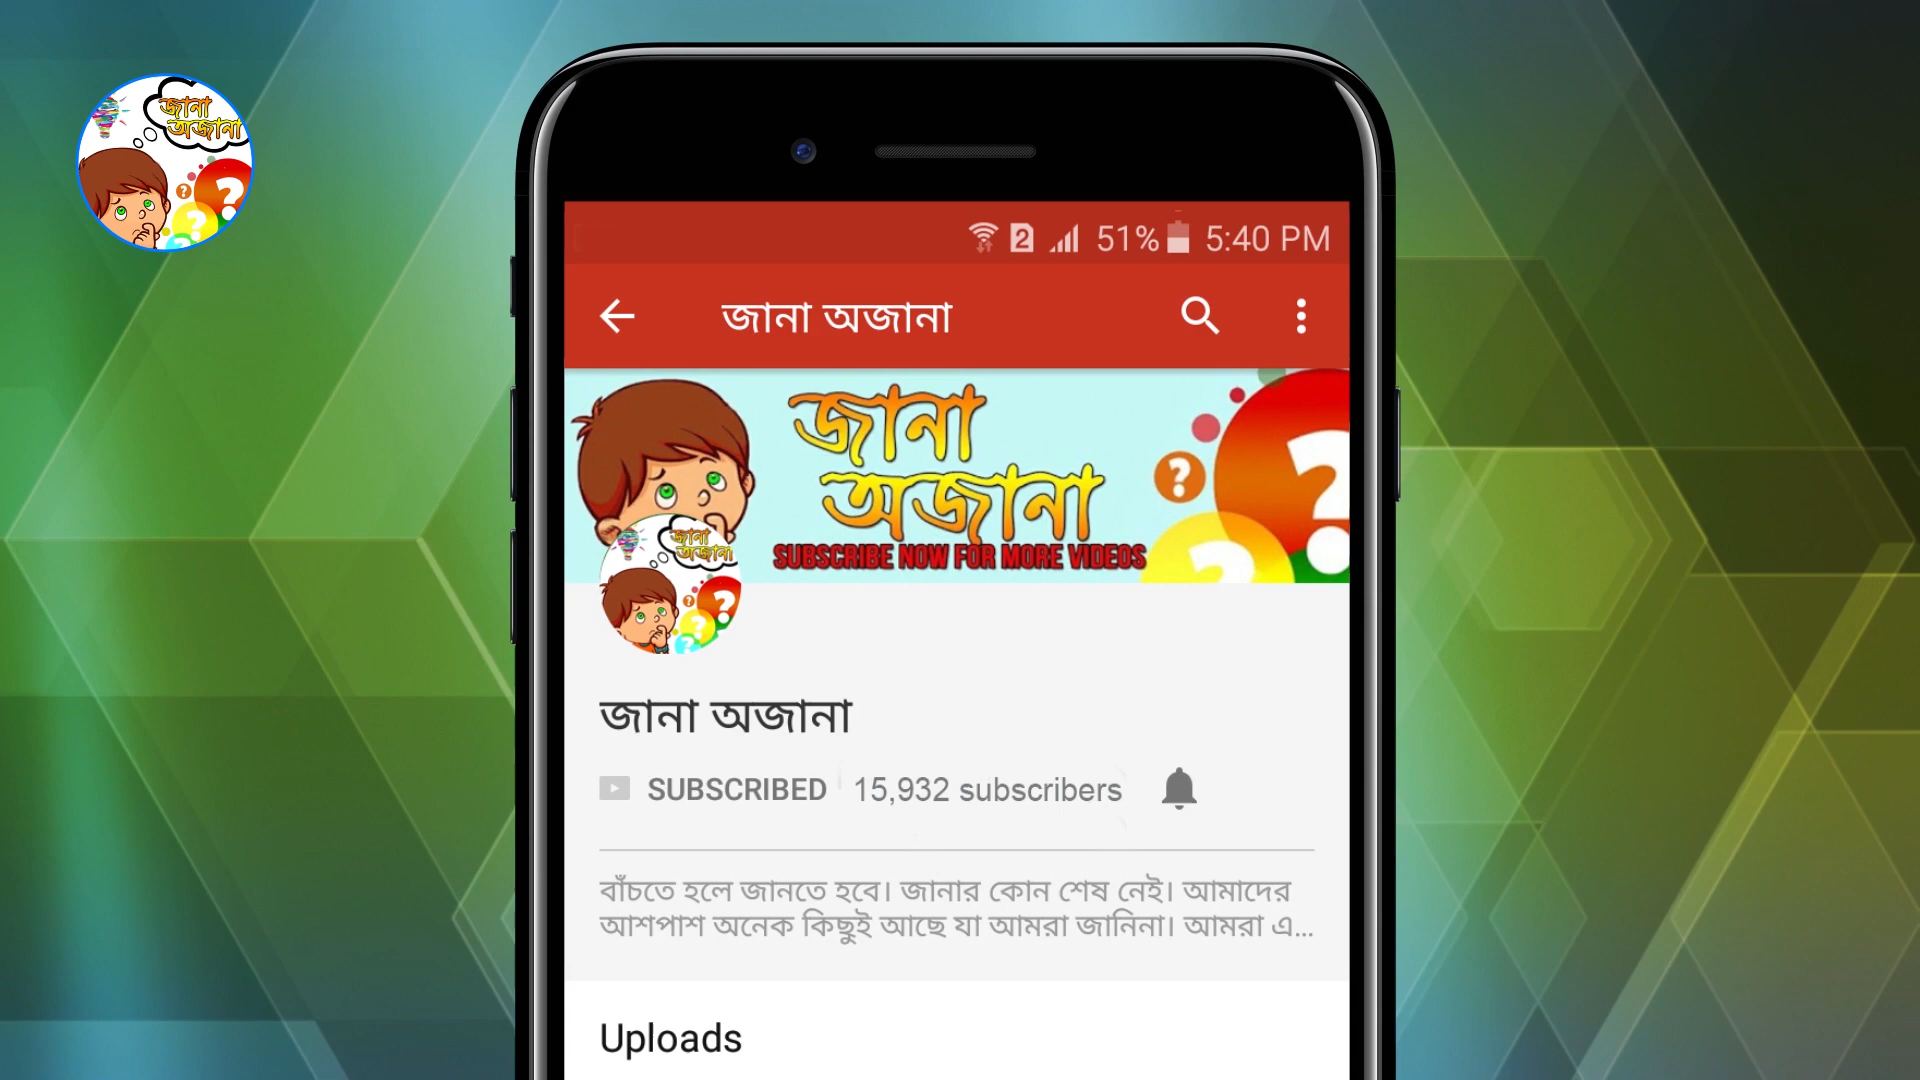 জানা
অজানা
2 51% 5:40 PM
জানা অজানা
জানা
অজানা
SUBSCRIBE NOW FOR MORE VIDEOS
জানা
অজানা
জানা অজানা
SUBSCRIBED 15,932 subscribers
বাঁচতে হলে জানতে হবে। জানার কোন শেষ নেই। আমাদের
আশপাশ অনেক কিছুই আছে যা আমরা জানিনা। আমরা এ...
Uploads